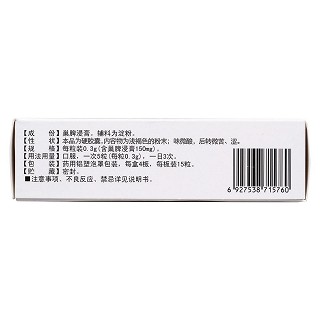 【成　　份】巢脾浸膏，辅料为淀粉。
【性　　状】本品为硬胶囊，内容物为浅褐色的粉末；味微酸，后转微苦、涩。
【规　　格】每粒装0.3g(含巢脾浸膏150mg)。
【用法用量】口服，一次5粒(每粒0.3g)，一日3次。
【包　　装】药用铝塑泡罩包装，每盒4板，每板装15粒。
【贮　　藏】密封。
■注意事项、不良反应、禁忌详见说明书。
6 927538 715760